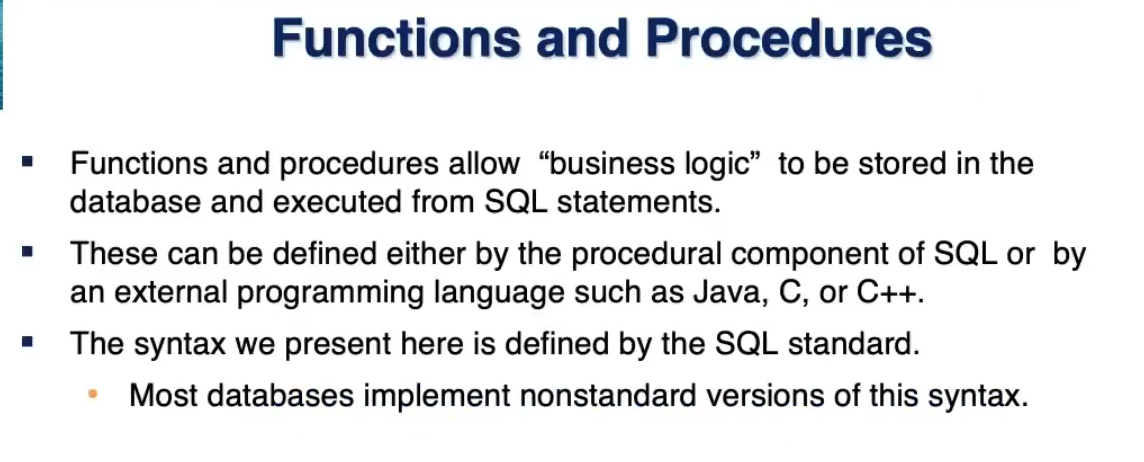 Functions and Procedures
▪ Functions and procedures allow “business logic” to be stored in the
database and executed from SQL statements.
▪ These can be defined either by the procedural component of SQL or by
an external programming language such as Java, C, or C++.
▪ The syntax we present here is defined by the SQL standard.
• Most databases implement nonstandard versions of this syntax.